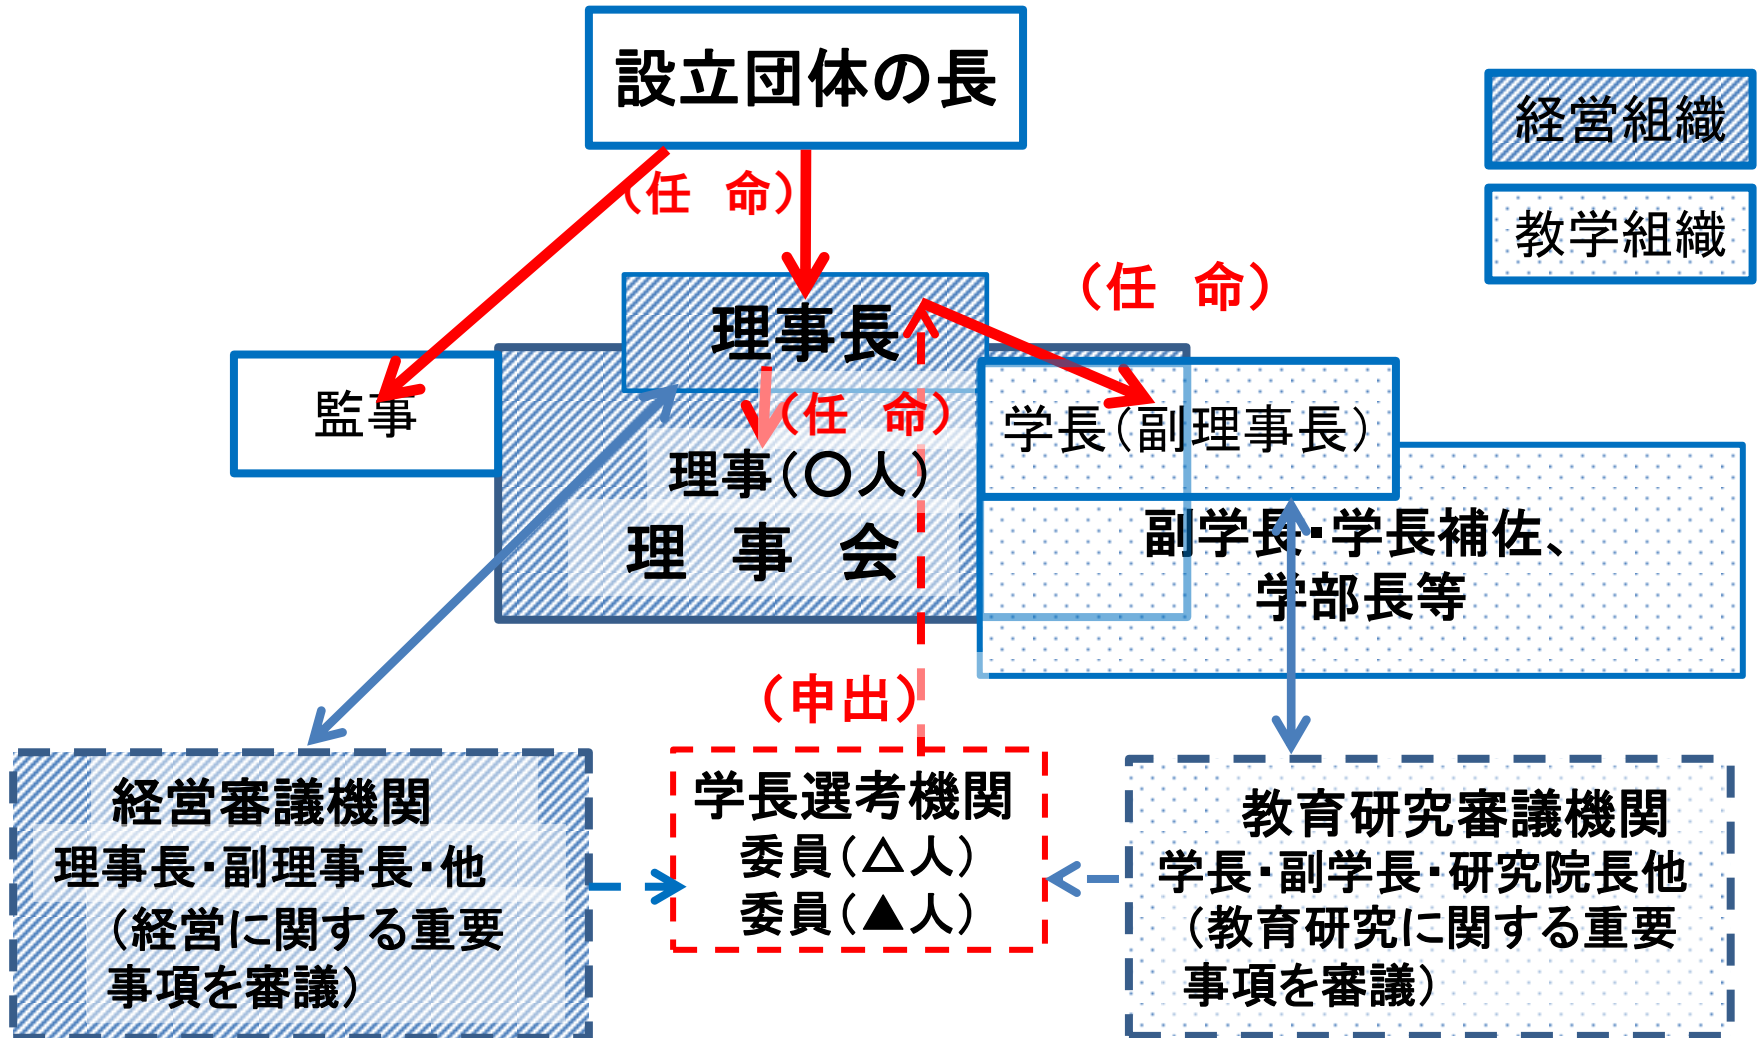 設立団体の長
経営組織
教学組織
（任　命）
（任　命）
理事長
監事
（任　命）
学長（副理事長）
理事（〇人）
理　事　会
副学長・学長補佐、
学部長等
（申出）
経営審議機関
理事長・副理事長・他
（経営に関する重要
事項を審議）
学長選考機関
委員（△人）
委員（▲人）
教育研究審議機関
学長・副学長・研究院長他
（教育研究に関する重要
事項を審議）